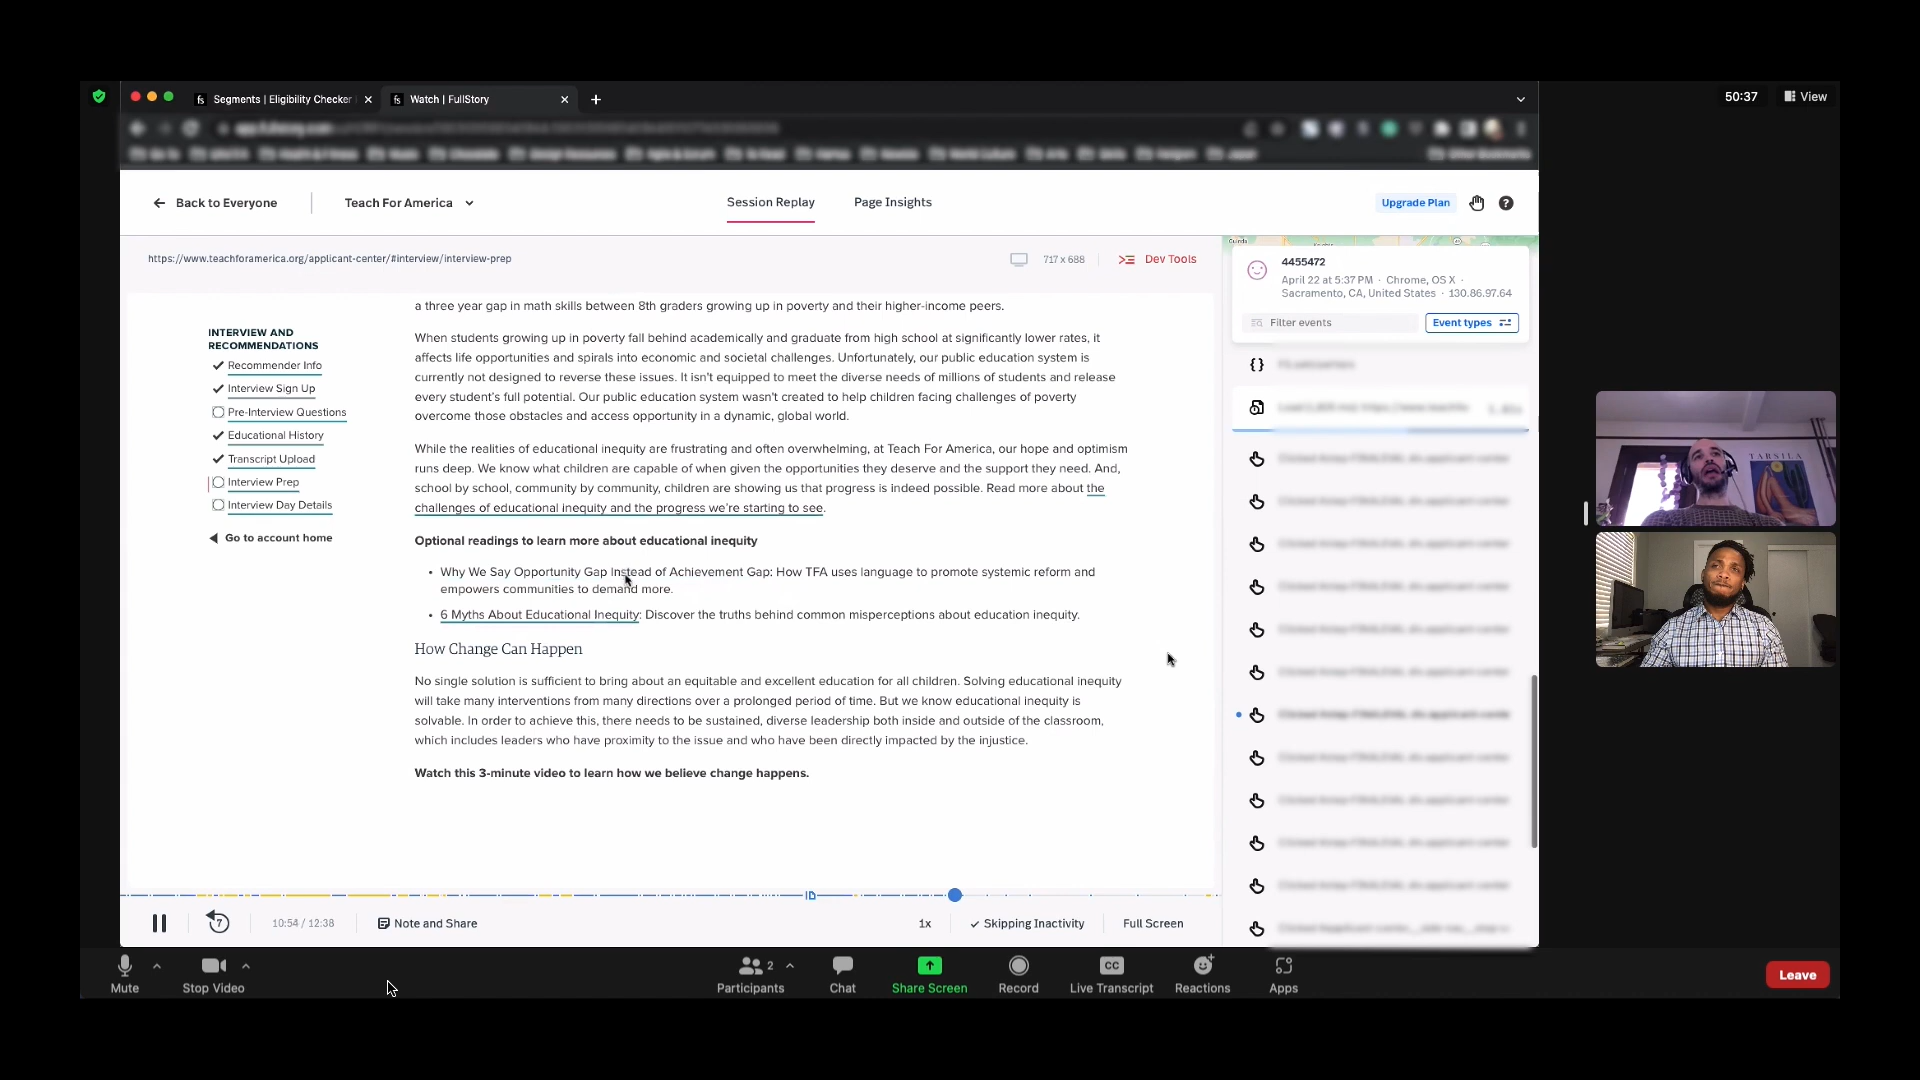 Segments | Eligibility Checker
Watch | FullStory
50:37
View
Back to Everyone
Teach For America
Session Replay
Page Insights
Upgrade Plan
https://www.teachforamerica.org/applicant-center/#interview/interview-prep
717 x 688
Dev Tools
INTERVIEW AND
RECOMMENDATIONS
Recommender Info
Interview Sign Up
Pre-Interview Questions
Educational History
Transcript Upload
Interview Prep
Interview Day Details
Go to account home
a three year gap in math skills between 8th graders growing up in poverty and their higher-income peers.
When students growing up in poverty fall behind academically and graduate from high school at significantly lower rates, it
affects life opportunities and spirals into economic and societal challenges. Unfortunately, our public education system is
currently not designed to reverse these issues. It isn't equipped to meet the diverse needs of millions of students and release
every student's full potential. Our public education system wasn't created to help children facing challenges of poverty
overcome those obstacles and access opportunity in a dynamic, global world.
While the realities of educational inequity are frustrating and often overwhelming, at Teach For America, our hope and optimism
runs deep. We know what children are capable of when given the opportunities they deserve and the support they need. And,
school by school, community by community, children are showing us that progress is indeed possible. Read more about the
challenges of educational inequity and the progress we're starting to see.
Optional readings to learn more about educational inequity
• Why We Say Opportunity Gap Instead of Achievement Gap: How TFA uses language to promote systemic reform and
empowers communities to demand more.
• 6 Myths About Educational Inequity: Discover the truths behind common misperceptions about education inequity.
How Change Can Happen
No single solution is sufficient to bring about an equitable and excellent education for all children. Solving educational inequity
will take many interventions from many directions over a prolonged period of time. But we know educational inequity is
solvable. In order to achieve this, there needs to be sustained, diverse leadership both inside and outside of the classroom,
which includes leaders who have proximity to the issue and who have been directly impacted by the injustice.
Watch this 3-minute video to learn how we believe change happens.
4455472
April 22 at 5:37 PM · Chrome, OS X ·
Sacramento, CA, United States · 130.86.97.64
Filter events
Event types
TARSILA
7
10:54 / 12:38
Note and Share
1x
Skipping Inactivity
Full Screen
Mute
Stop Video
Participants
2
Chat
Share Screen
Record
CC
Live Transcript
Reactions
Apps
Leave